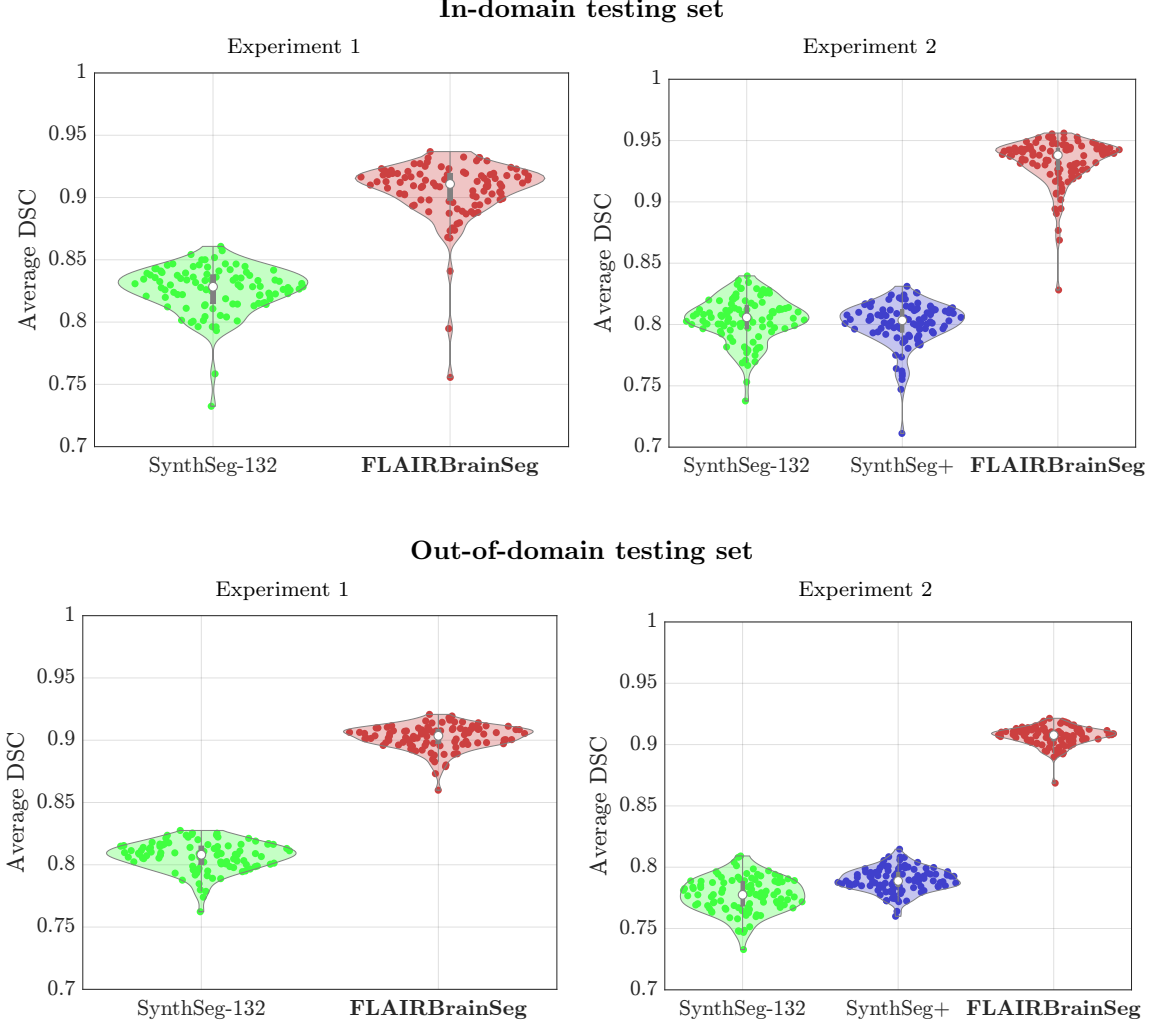 In-domain testing set
Experiment 1
Experiment 2
1
0.95
0.9
0.85
0.8
0.75
0.7
Average DSC
SynthSeg-132
FLAIRBrainSeg
1
0.95
0.9
0.85
0.8
0.75
0.7
Average DSC
SynthSeg-132
SynthSeg+
FLAIRBrainSeg
Out-of-domain testing set
Experiment 1
Experiment 2
1
0.95
0.9
0.85
0.8
0.75
0.7
Average DSC
SynthSeg-132
FLAIRBrainSeg
1
0.95
0.9
0.85
0.8
0.75
0.7
Average DSC
SynthSeg-132
SynthSeg+
FLAIRBrainSeg